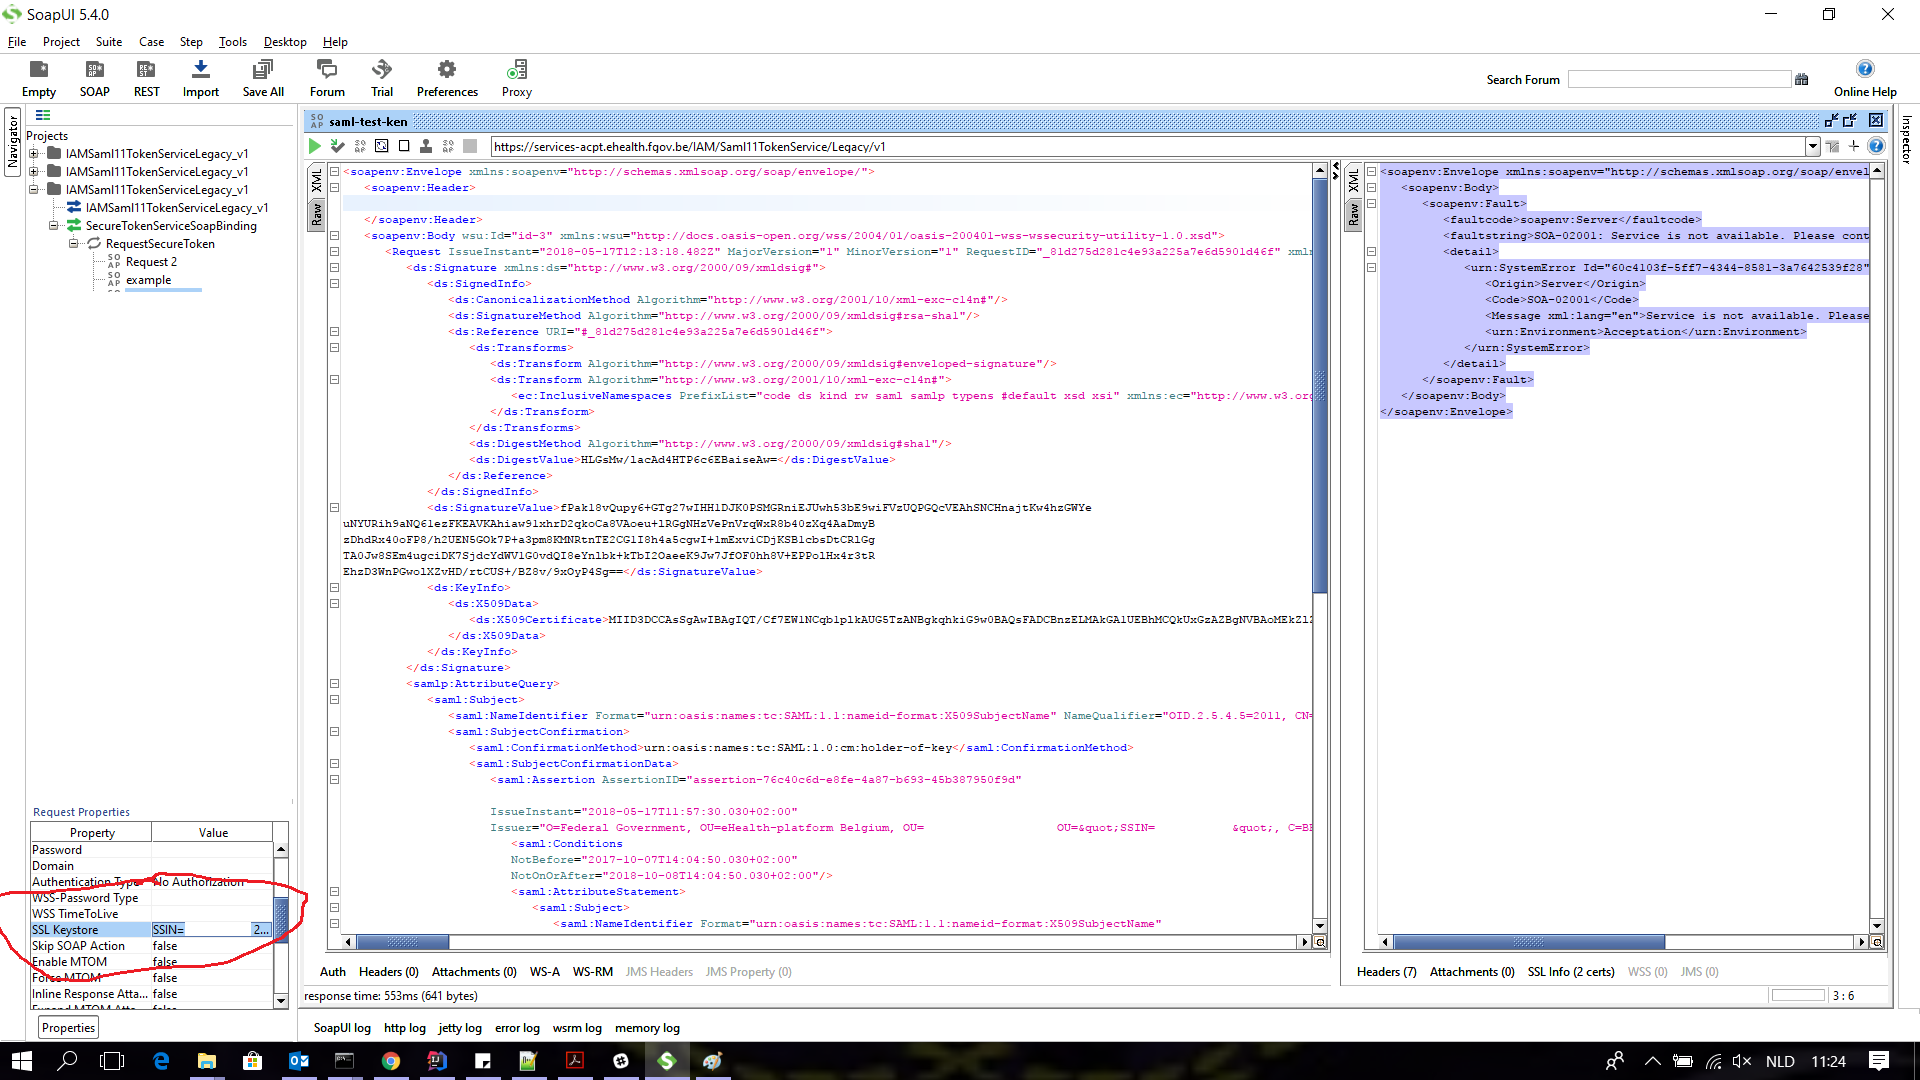 SoapUI 5.4.0
File Project Suite Case Step Tools Desktop Help
Empty SOAP REST Import Save All Forum Trial Preferences Proxy
Search Forum
Online Help
Navigator
Projects
IAMSaml11TokenServiceLegacy_v1
IAMSaml11TokenServiceLegacy_v1
IAMSaml11TokenServiceLegacy_v1
IAMSaml11TokenServiceLegacy_v1
SecureTokenServiceSoapBinding
RequestSecureToken
Request 2
example
Request Properties
Property Value
Password
Domain
Authentication Type No Authorization
WSS-Password Type
WSS TimeToLive
SSL Keystore SSIN= 2...
Skip SOAP Action false
Enable MTOM false
Force MTOM false
Inline Response Atta... false
Expand MTOM Atta... false
Properties
saml-test-ken
https://services-acpt.ehealth.fgov.be/IAM/Saml11TokenService/Legacy/v1
XML
Raw
<soapenv:Envelope xmlns:soapenv="http://schemas.xmlsoap.org/soap/envelope/">
<soapenv:Header>
</soapenv:Header>
<soapenv:Body wsu:Id="id-3" xmlns:wsu="http://docs.oasis-open.org/wss/2004/01/oasis-200401-wss-wssecurity-utility-1.0.xsd">
<Request IssueInstant="2018-05-17T12:13:18.482Z" MajorVersion="1" MinorVersion="1" RequestID="_81d275d281c4e93a225a7e6d5901d46f" xmln
<ds:Signature xmlns:ds="http://www.w3.org/2000/09/xmldsig#">
<ds:SignedInfo>
<ds:CanonicalizationMethod Algorithm="http://www.w3.org/2001/10/xml-exc-c14n#"/>
<ds:SignatureMethod Algorithm="http://www.w3.org/2000/09/xmldsig#rsa-sha1"/>
<ds:Reference URI="#_81d275d281c4e93a225a7e6d5901d46f">
<ds:Transforms>
<ds:Transform Algorithm="http://www.w3.org/2000/09/xmldsig#enveloped-signature"/>
<ds:Transform Algorithm="http://www.w3.org/2001/10/xml-exc-c14n#">
<ec:InclusiveNamespaces PrefixList="code ds kind rw saml samlp typens #default xsd xsi" xmlns:ec="http://www.w3.org
</ds:Transform>
</ds:Transforms>
<ds:DigestMethod Algorithm="http://www.w3.org/2000/09/xmldsig#sha1"/>
<ds:DigestValue>HLGsMw/lacAd4HTP6c6EBaiseAw=</ds:DigestValue>
</ds:Reference>
</ds:SignedInfo>
<ds:SignatureValue>fPak18vQupy6+GTg27wIHH1DJK0PSMGRniEJUwh53bE9wiFVzUQPGQcVEAhSNCHnajtKw4hzGWYe
uNYURih9aNQ61ezFKEAVKAhiaw91xhrD2qkoCa8VAoeu+lRGgNHzVePnVrqWxR8b40zXq4AaDmyB
zDhdRx40oFP8/h2UEN5GOk7P+a3pm8KMNRtnTE2CG1I8h4a5cgwI+lmExviCDjKSB1cbsDtCRlGg
TA0Jw8SEm4ugciDK7SjdcYdWV1G0vdQI8eYnlbk+kTbI2OaeeK9Jw7JfOF0hh8V+EPPolHx4r3tR
EhzD3WnPGwolXZvHD/rtCUS+/BZ8v/9xOyP4Sg==</ds:SignatureValue>
<ds:KeyInfo>
<ds:X509Data>
<ds:X509Certificate>MIID3DCCAsSgAwIBAgIQT/Cf7EW1NCqb1plkAUG5TzANBgkqhkiG9w0BAQsFADCBnzELMAkGA1UEBhMCQkUxGzAZBgNVBAoMEkZl2
</ds:X509Data>
</ds:KeyInfo>
</ds:Signature>
<samlp:AttributeQuery>
<saml:Subject>
<saml:NameIdentifier Format="urn:oasis:names:tc:SAML:1.1:nameid-format:X509SubjectName" NameQualifier="OID.2.5.4.5=2011, CN=
<saml:SubjectConfirmation>
<saml:ConfirmationMethod>urn:oasis:names:tc:SAML:1.0:cm:holder-of-key</saml:ConfirmationMethod>
<saml:SubjectConfirmationData>
<saml:Assertion AssertionID="assertion-76c40c6d-e8fe-4a87-b693-45b387950f9d"
IssueInstant="2018-05-17T11:57:30.030+02:00"
Issuer="O=Federal Government, OU=eHealth-platform Belgium, OU= OU=&quot;SSIN= &quot;, C=BE
<saml:Conditions
NotBefore="2017-10-07T14:04:50.030+02:00"
NotOnOrAfter="2018-10-08T14:04:50.030+02:00"/>
<saml:AttributeStatement>
<saml:Subject>
<saml:NameIdentifier Format="urn:oasis:names:tc:SAML:1.1:nameid-format:X509SubjectName"
Auth Headers (0) Attachments (0) WS-A WS-RM JMS Headers JMS Property (0)
response time: 553ms (641 bytes)
XML
Raw
<soapenv:Envelope xmlns:soapenv="http://schemas.xmlsoap.org/soap/envel
<soapenv:Body>
<soapenv:Fault>
<faultcode>soapenv:Server</faultcode>
<faultstring>SOA-02001: Service is not available. Please cont
<detail>
<urn:SystemError Id="60c4103f-5ff7-4344-8581-3a7642539f28"
<Origin>Server</Origin>
<Code>SOA-02001</Code>
<Message xml:lang="en">Service is not available. Please
<urn:Environment>Acceptation</urn:Environment>
</urn:SystemError>
</detail>
</soapenv:Fault>
</soapenv:Body>
</soapenv:Envelope>
Headers (7) Attachments (0) SSL Info (2 certs) WSS (0) JMS (0)
3 : 6
Inspector
SoapUI log http log jetty log error log wsrm log memory log
NLD 11:24